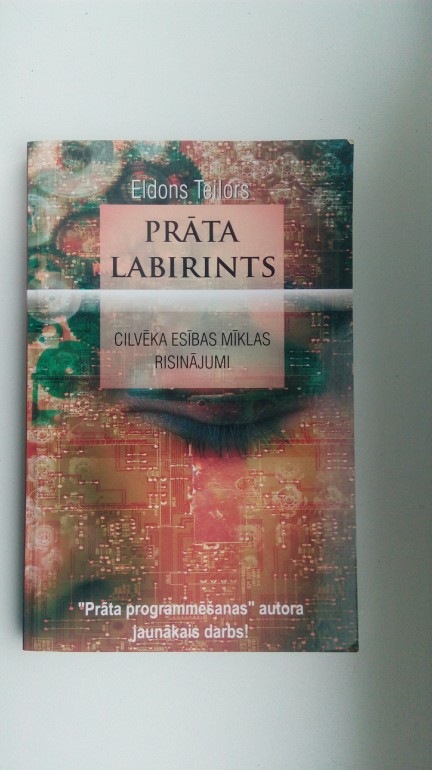 Eldons Teilors
PRĀTA
LABIRINTS
CILVĒKA ESĪBAS MĪKLAS
RISINĀJUMI
"Prāta programmēšanas" autora
jaunākais darbs!